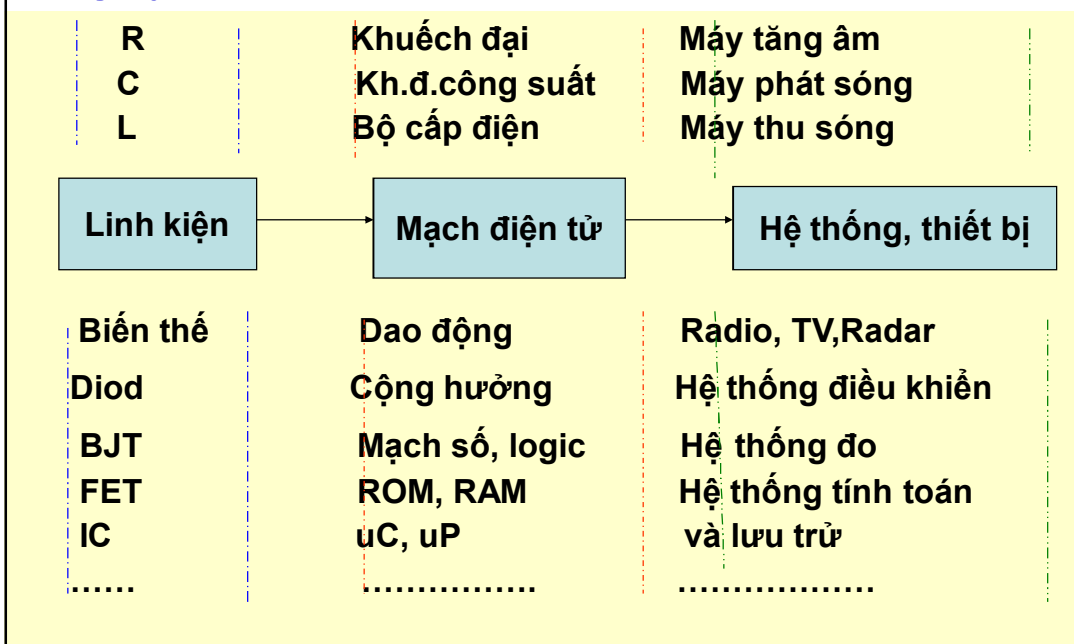 R Khuếch đại Máy tăng âm
C Kh.đ.công suất Máy phát sóng
L Bộ cấp điện Máy thu sóng
Linh kiện Mạch điện tử Hệ thống, thiết bị
Biến thế Dao động Radio, TV,Radar
Diod Cộng hưởng Hệ thống điều khiển
BJT Mạch số, logic Hệ thống đo
FET ROM, RAM Hệ thống tính toán
IC uC, uP và lưu trử
...... ................ ..................